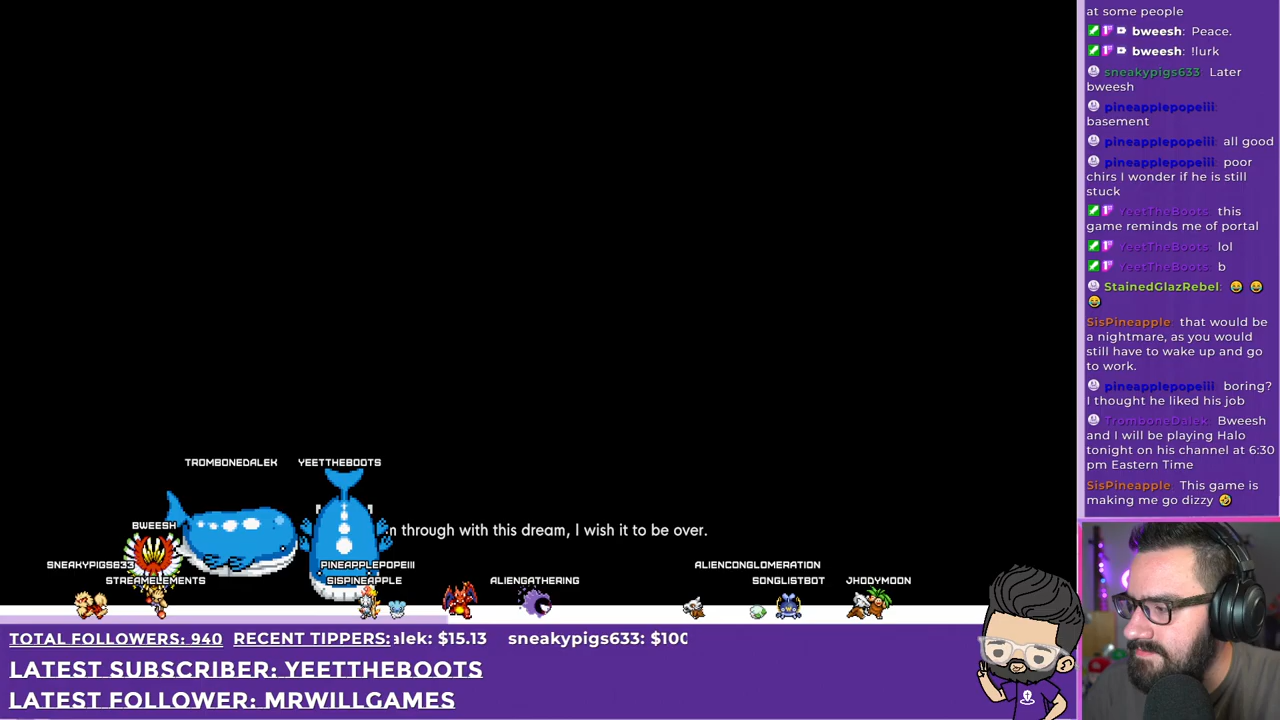 at some people
bweesh: Peace.
bweesh: !lurk
sneakypigs633 Later
bweesh
pineapplepopeiii:
basement
pineapplepopeiii: all good
pineapplepopeiii: poor
chirs I wonder if he is still
stuck
YeetTheBoots: this
game reminds me of portal
YeetTheBoots: lol
YeetTheBoots: b
StainedGlazRebel:
SisPineapple: that would be
a nightmare, as you would
still have to wake up and go
to work.
pineapplepopeiii boring?
I thought he liked his job
TromboneDalek: Bweesh
and I will be playing Halo
tonight on his channel at 6:30
pm Eastern Time
SisPineapple: This game is
making me go dizzy
TROMBONEDALEK YEETTHEBOOTS
BWEESH
through with this dream, I wish it to be over.
SNEAKYPIGS633 PINEAPPLEPOPEIII ALIENCONGLOMERATION
STREAMELEMENTS SISPINEAPPLE ALIENGATHERING SONGLISTBOT JHODYMOON
TOTAL FOLLOWERS: 940 RECENT TIPPERS: alek: $15.13 sneakypigs633: $100
LATEST SUBSCRIBER: YEETTHEBOOTS
LATEST FOLLOWER: MRWILLGAMES